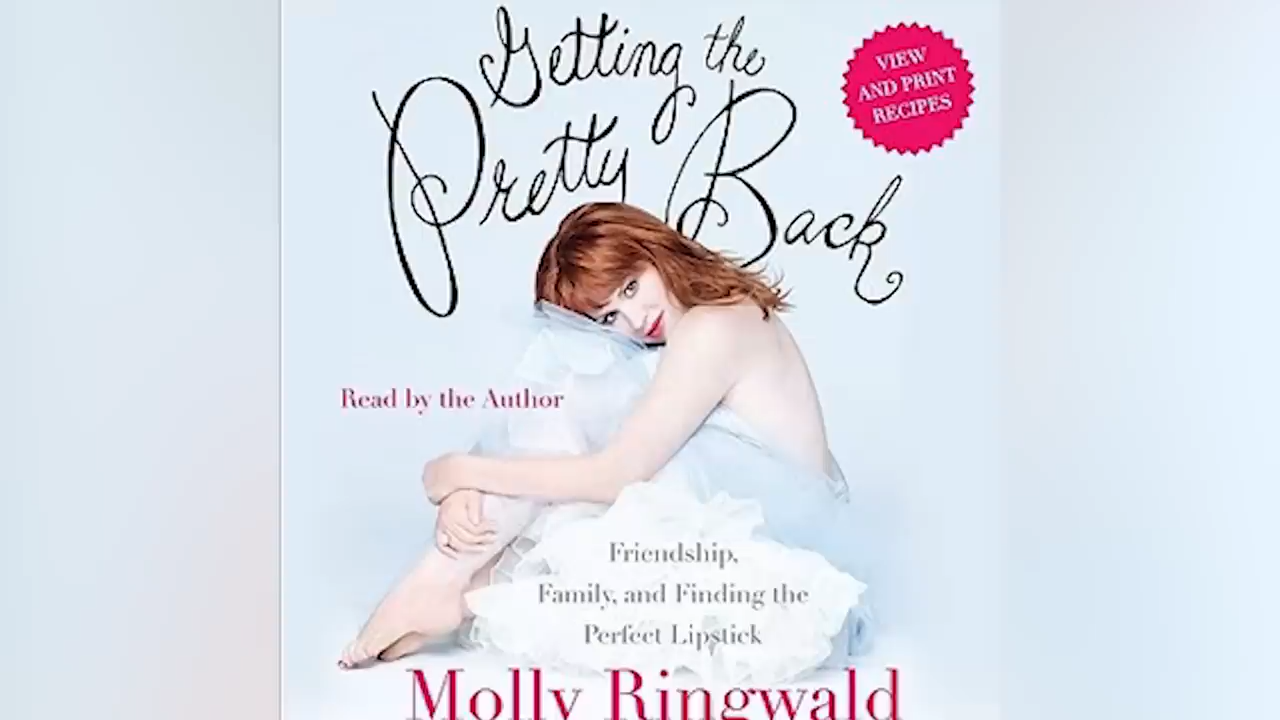 Getting the
Pretty Back
VIEW
AND PRINT
RECIPES
Read by the Author
Friendship,
Family, and Finding the
Perfect Lipstick
Molly Ringwald